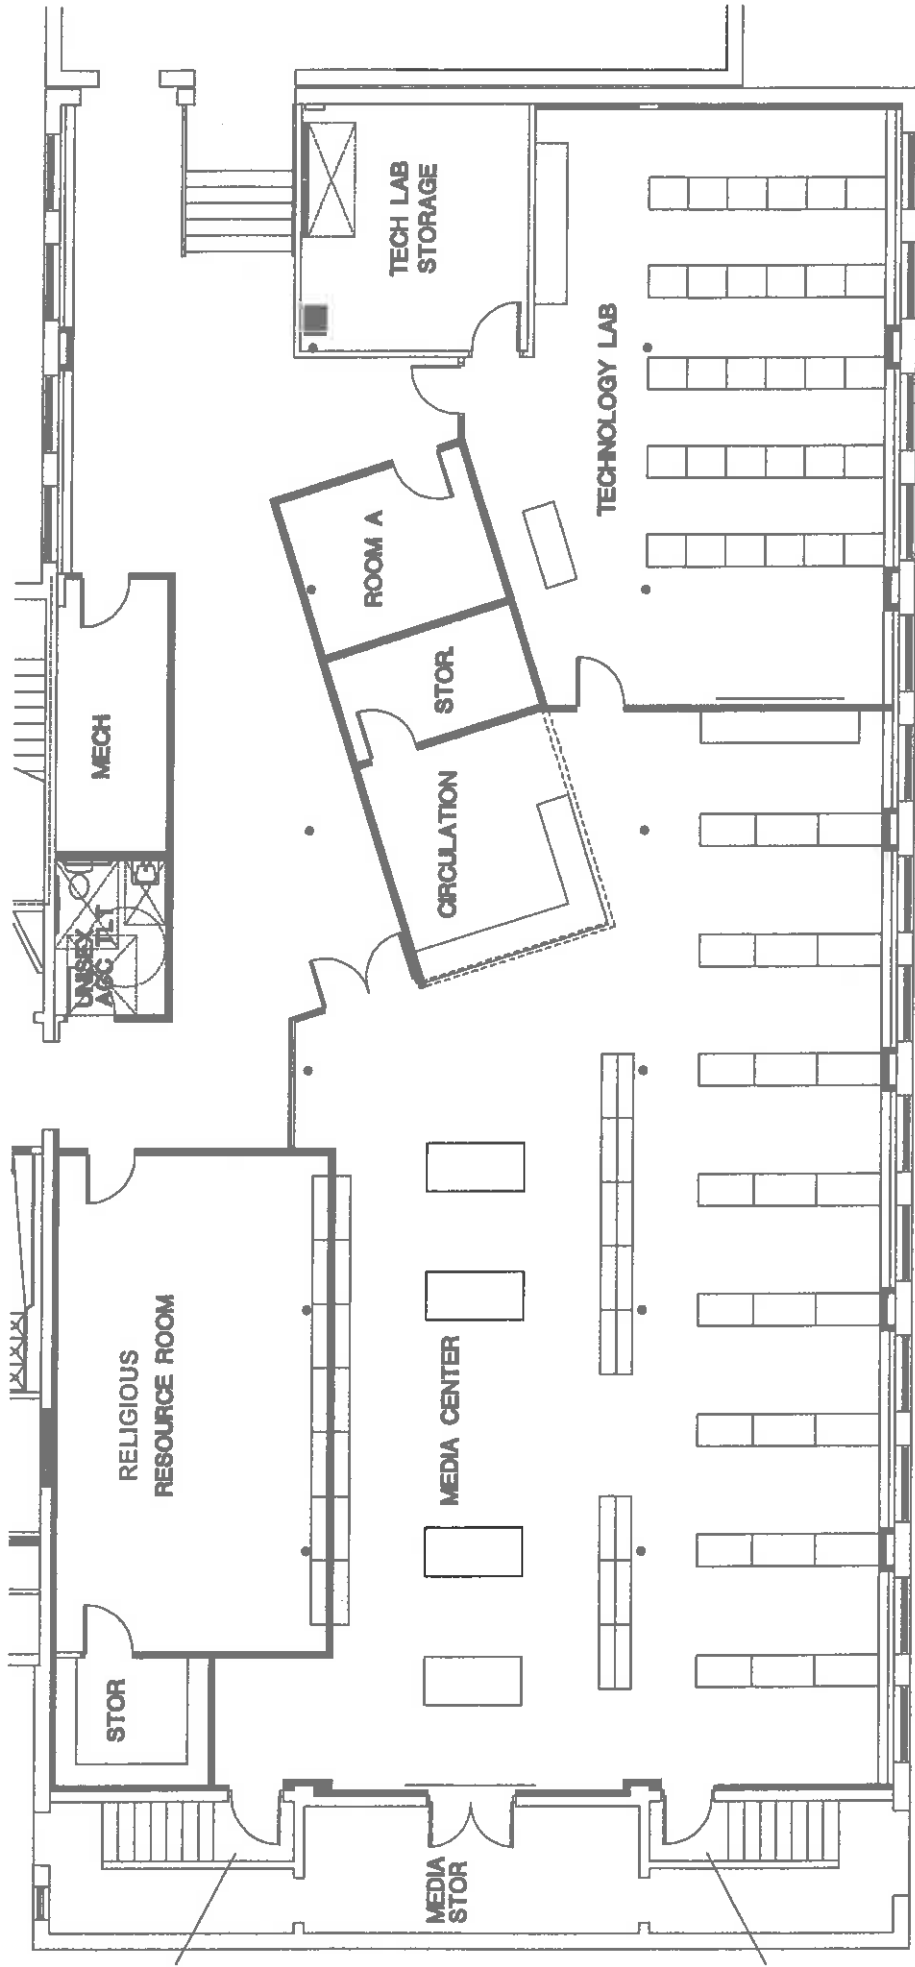 TECH LAB
STORAGE
TECHNOLOGY LAB
ROOM A
STOR.
MECH
CIRCULATION
UNISEX
ACC TLT
RELIGIOUS
RESOURCE ROOM
MEDIA CENTER
STOR
MEDIA
STOR